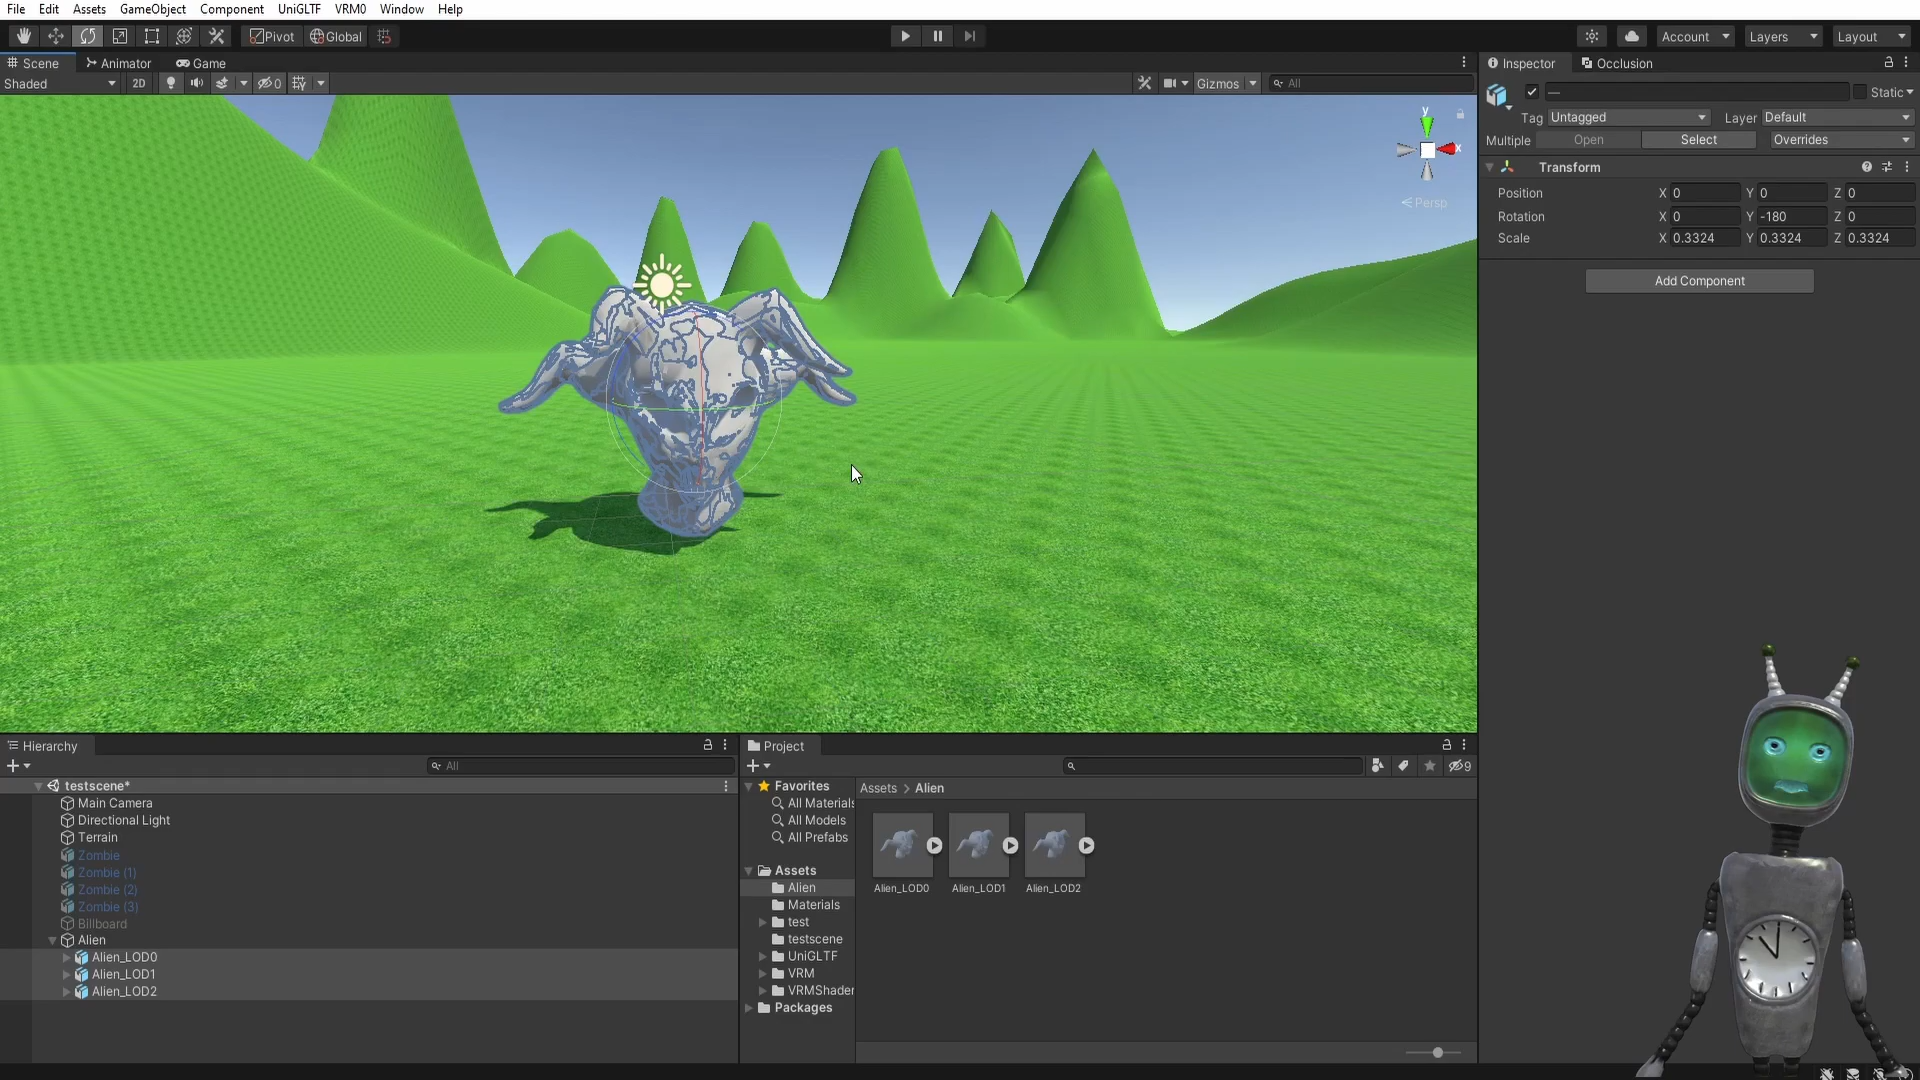 File Edit Assets GameObject Component UniGLTF VRM0 Window Help
Pivot Global Account Layers Layout
Scene Animator Game
Shaded 2D 0 Gizmos All
y
x
Persp
Inspector Occlusion
— Static
Tag Untagged Layer Default
Multiple Open Select Overrides
Transform
Position X 0 Y 0 Z 0
Rotation X 0 Y -180 Z 0
Scale X 0.3324 Y 0.3324 Z 0.3324
Add Component
Hierarchy
All
testscene*
Main Camera
Directional Light
Terrain
Zombie
Zombie (1)
Zombie (2)
Zombie (3)
Billboard
Alien
Alien_LOD0
Alien_LOD1
Alien_LOD2
Project
9
Favorites
All Materials
All Models
All Prefabs
Assets
Alien
Materials
test
testscene
UniGLTF
VRM
VRMShader
Packages
Assets > Alien
Alien_LOD0 Alien_LOD1 Alien_LOD2